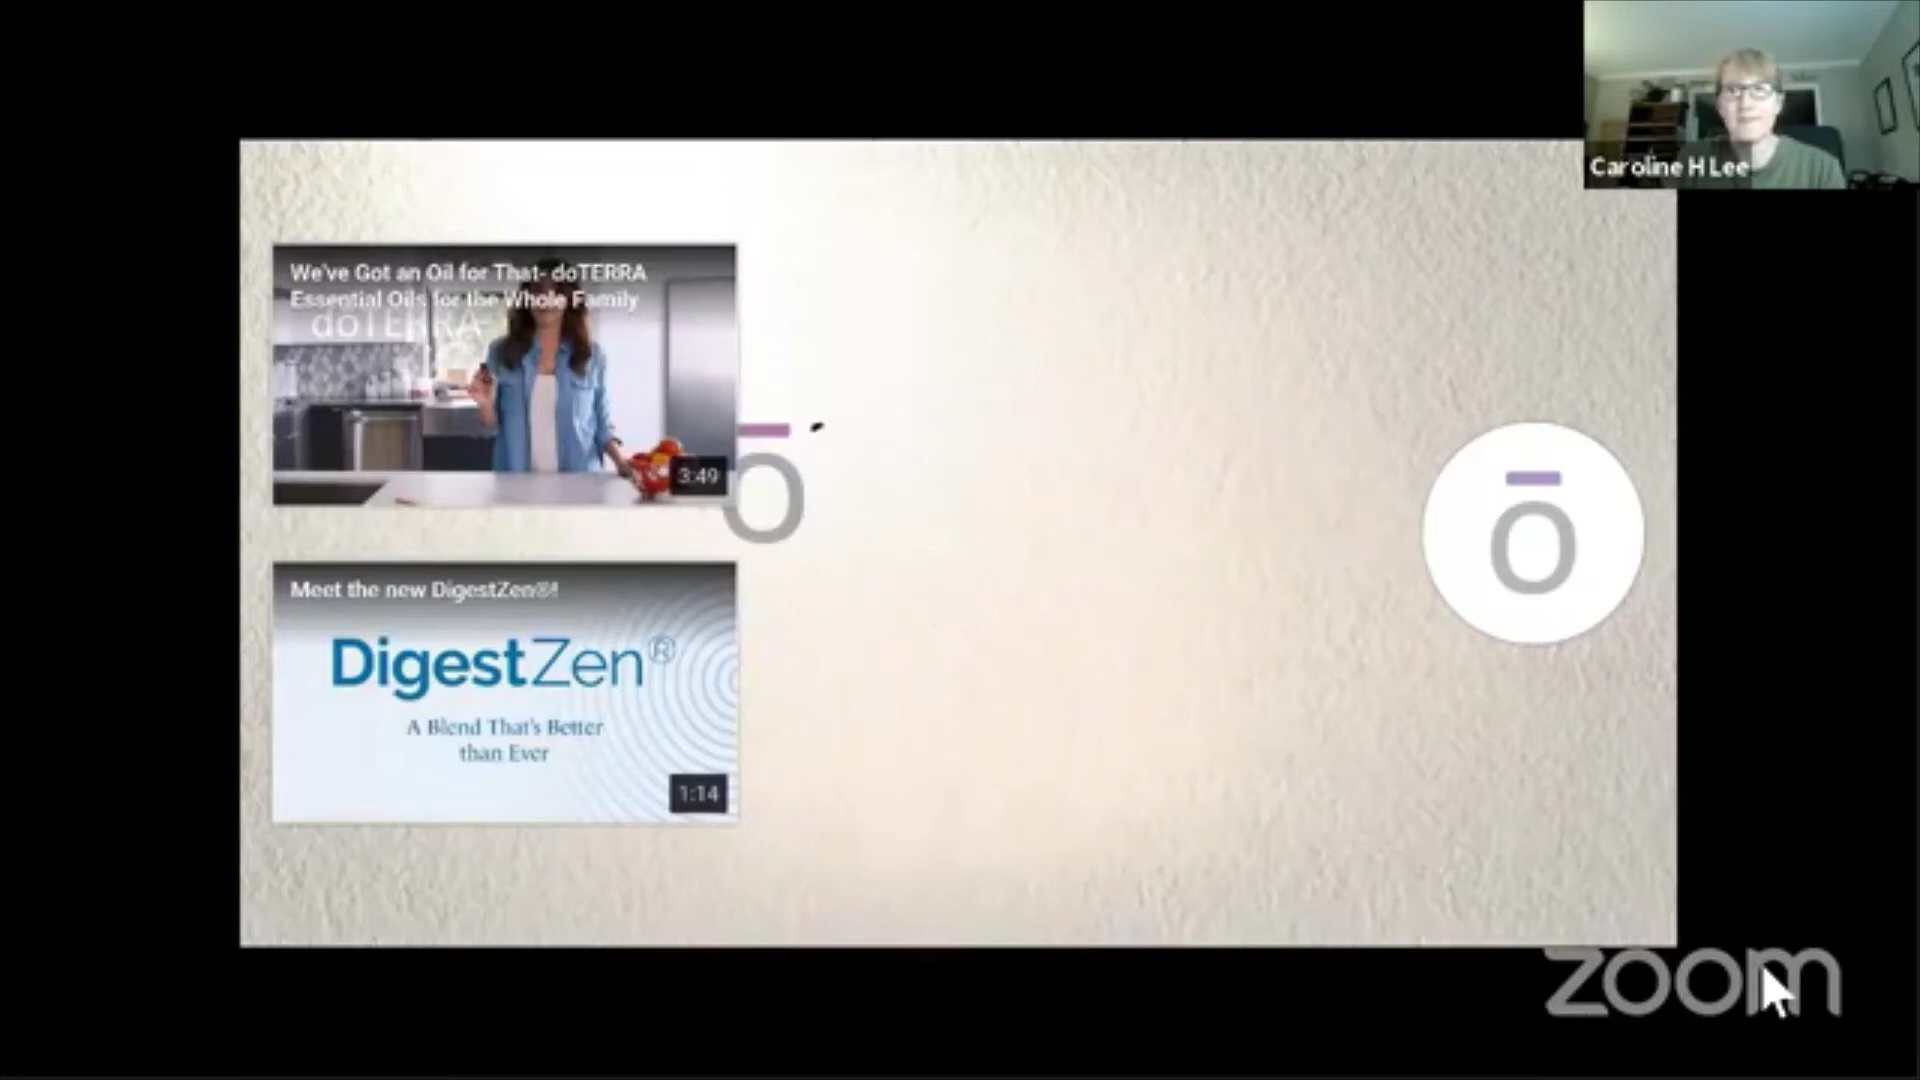 Caroline H Lee
We've Got an Oil for That- doTERRA
Essential Oils for the Whole Family
doTERRA
3:49
ō
ō
Meet the new DigestZen®!
DigestZen®
A Blend That's Better
than Ever
1:14
zoom